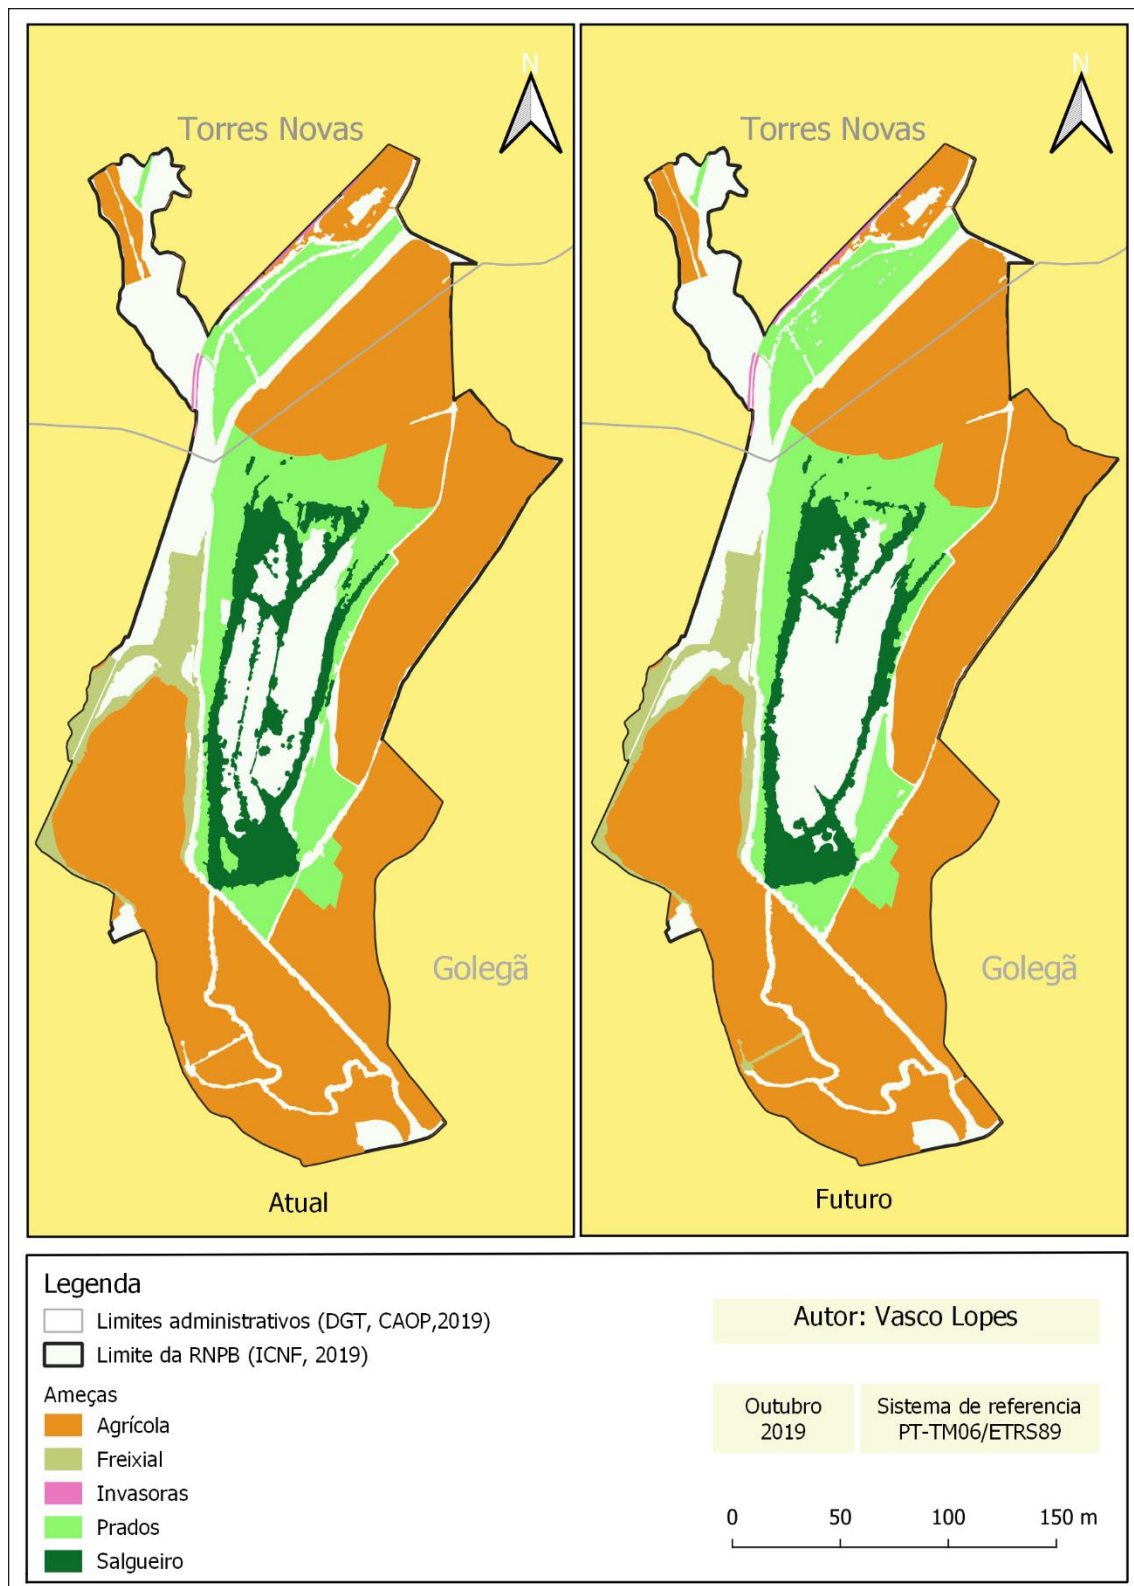 N
Torres Novas
Golegã
Atual
N
Torres Novas
Golegã
Futuro
Legenda
Limites administrativos (DGT, CAOP,2019)
Limite da RNPB (ICNF, 2019)
Ameças
Agrícola
Freixial
Invasoras
Prados
Salgueiro
Autor: Vasco Lopes
Outubro
2019
Sistema de referencia
PT-TM06/ETRS89
0 50 100 150 m